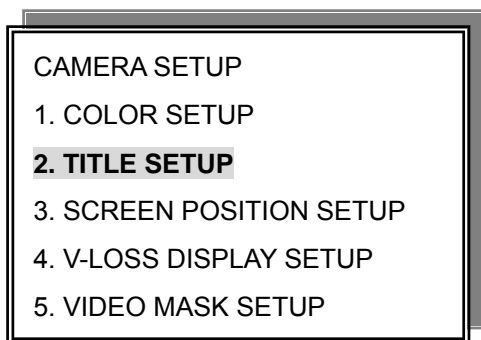 CAMERA SETUP
1. COLOR SETUP
2. TITLE SETUP
3. SCREEN POSITION SETUP
4. V-LOSS DISPLAY SETUP
5. VIDEO MASK SETUP